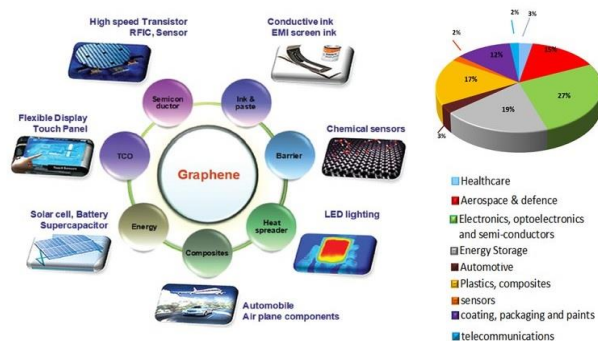 High speed Transistor
RFIC, Sensor
Conductive ink
EMI screen ink
Semicon
ductor
Ink &
paste
Flexible Display
Touch Panel
TCO
Barrier
Chemical sensors
Graphene
Solar cell, Battery
Supercapacitor
Energy
Heat
spreader
LED lighting
Composites
Automobile
Air plane components
2%
3%
2%
12%
17%
27%
19%
3%
Healthcare
Aerospace & defence
Electronics, optoelectronics
and semi-conductors
Energy Storage
Automotive
Plastics, composites
sensors
coating, packaging and paints
telecommunications